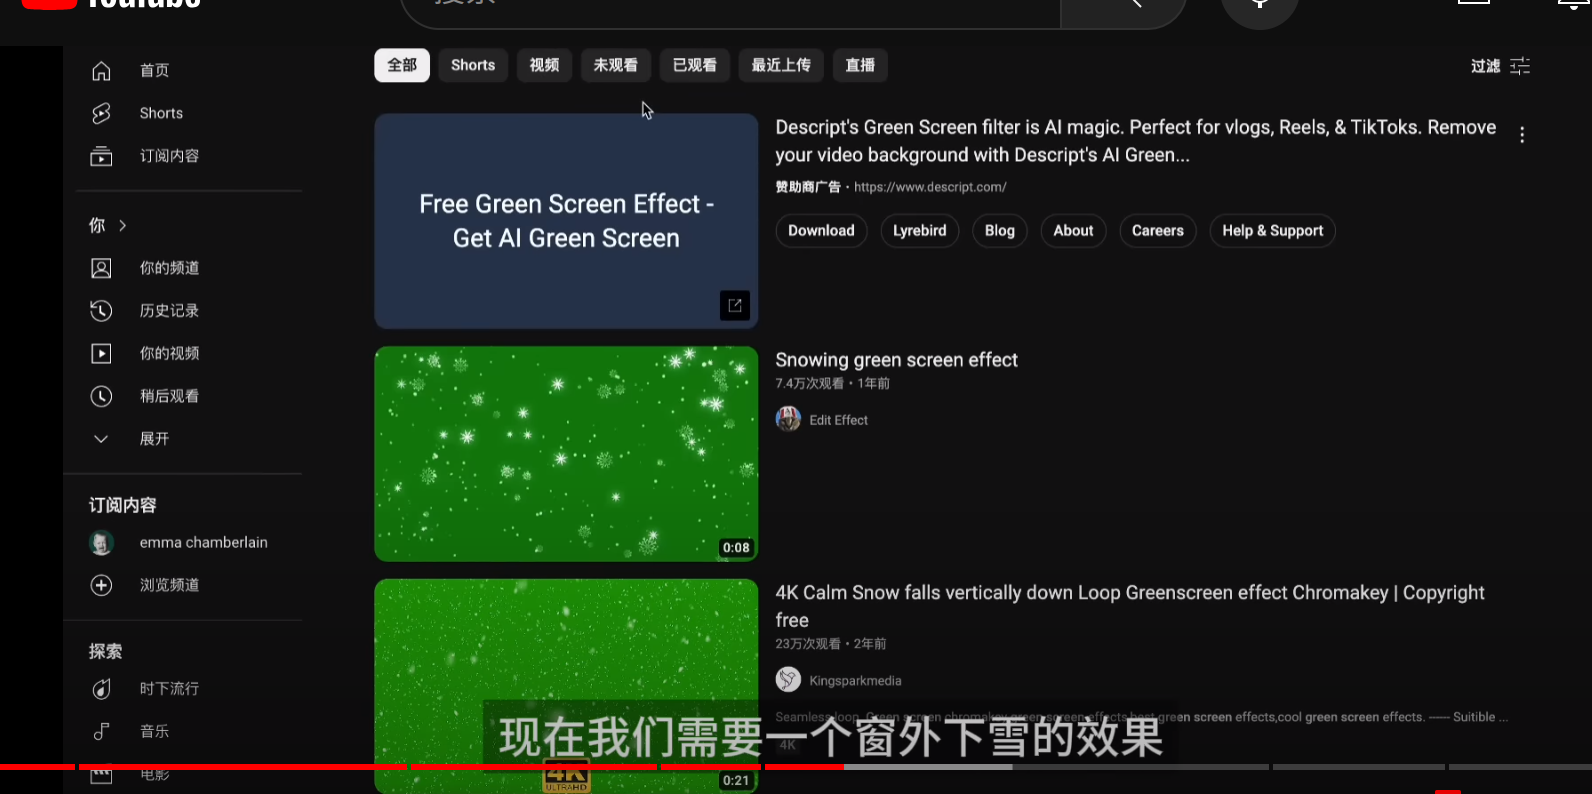 YouTube
搜索
首页
Shorts
订阅内容
你
你的频道
历史记录
你的视频
稍后观看
展开
订阅内容
emma chamberlain
浏览频道
探索
时下流行
音乐
电影
全部
Shorts
视频
未观看
已观看
最近上传
直播
过滤
Free Green Screen Effect -
Get AI Green Screen
Descript's Green Screen filter is AI magic. Perfect for vlogs, Reels, & TikToks. Remove
your video background with Descript's AI Green...
赞助商广告 · https://www.descript.com/
Download
Lyrebird
Blog
About
Careers
Help & Support
0:08
Snowing green screen effect
7.4万次观看 · 1年前
Edit Effect
4K
ULTRAHD
0:21
4K Calm Snow falls vertically down Loop Greenscreen effect Chromakey | Copyright
free
23万次观看 · 2年前
Kingsparkmedia
Seamless loop, Green screen chromakey green screen effects,best green screen effects,cool green screen effects. ----- Suitible ...
4K
现在我们需要一个窗外下雪的效果